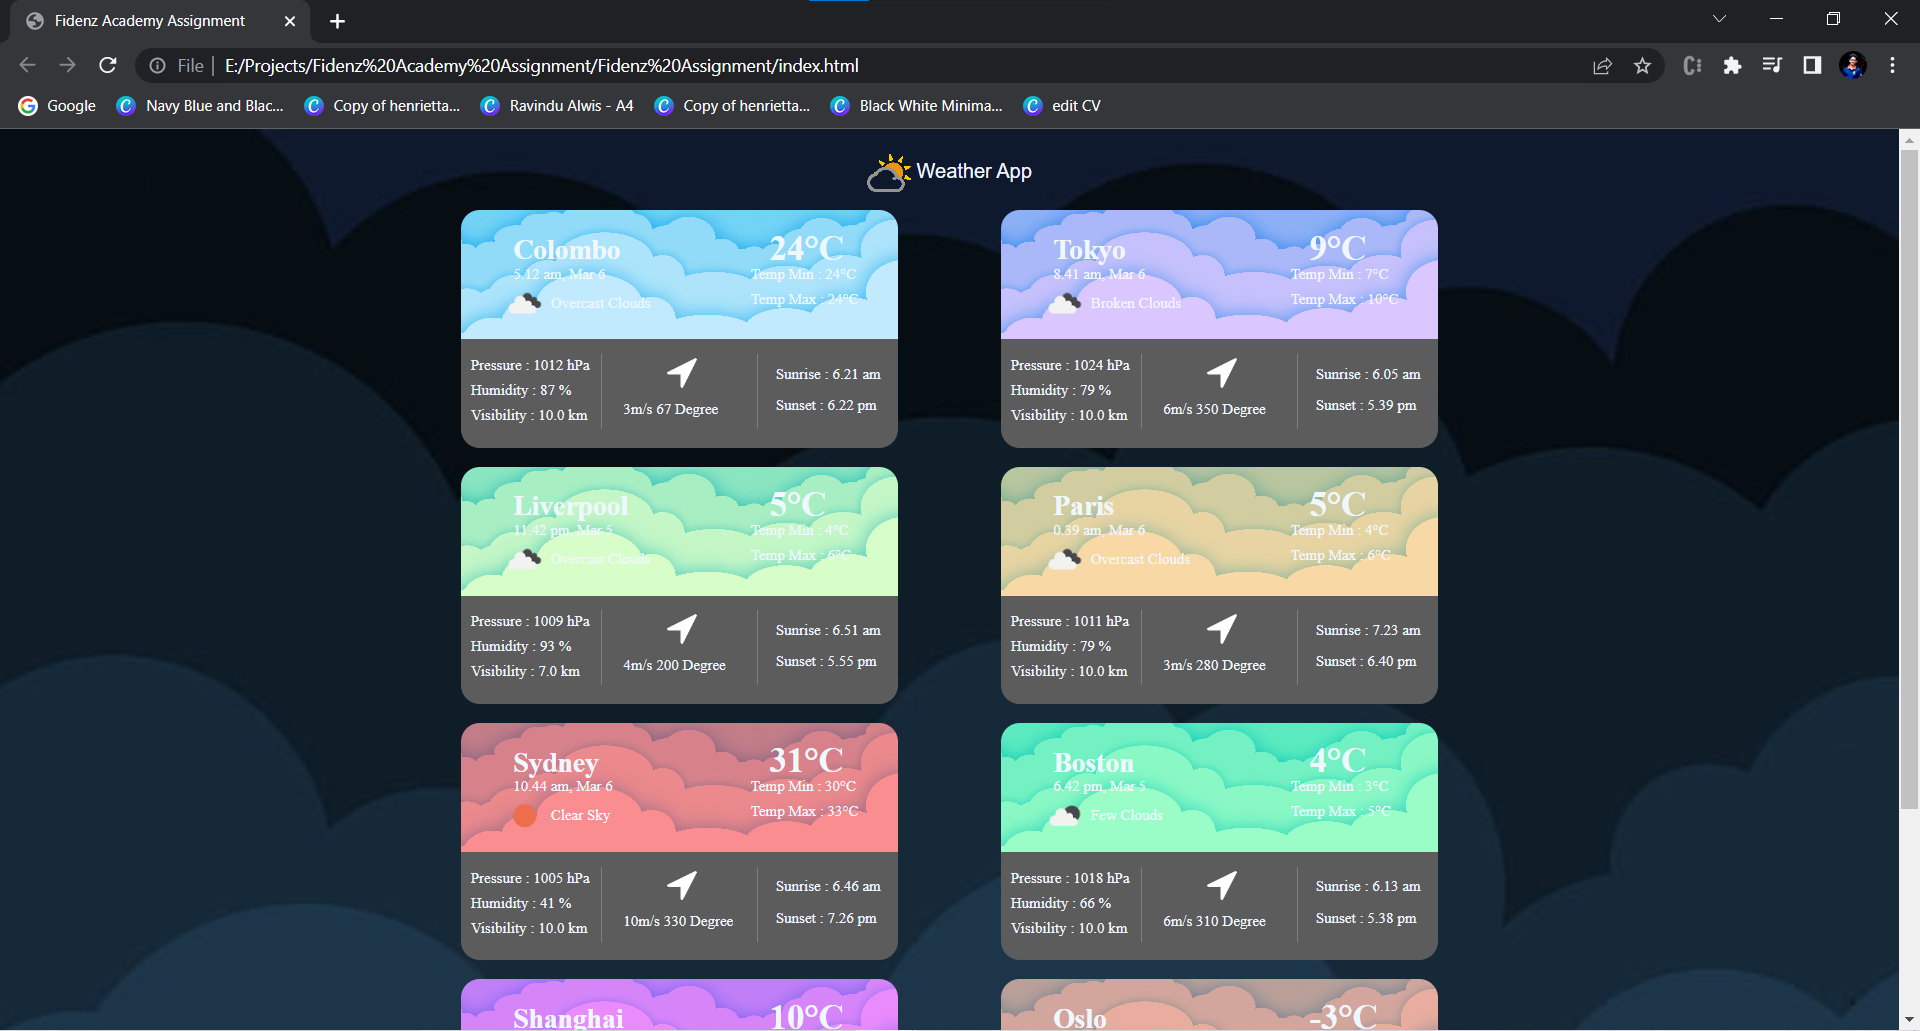 Fidenz Academy Assignment
File | E:/Projects/Fidenz%20Academy%20Assignment/Fidenz%20Assignment/index.html
Google Navy Blue and Blac... Copy of henrietta... Ravindu Alwis - A4 Copy of henrietta... Black White Minima... edit CV
Weather App
Colombo 24°C
5.12 am, Mar 6 Temp Min : 24°C
Overcast Clouds Temp Max : 24°C
Pressure : 1012 hPa
Humidity : 87 %
Visibility : 10.0 km
3m/s 67 Degree
Sunrise : 6.21 am
Sunset : 6.22 pm
Tokyo 9°C
8.41 am, Mar 6 Temp Min : 7°C
Broken Clouds Temp Max : 10°C
Pressure : 1024 hPa
Humidity : 79 %
Visibility : 10.0 km
6m/s 350 Degree
Sunrise : 6.05 am
Sunset : 5.39 pm
Liverpool 5°C
11.42 pm, Mar 5 Temp Min : 4°C
Overcast Clouds Temp Max : 6°C
Pressure : 1009 hPa
Humidity : 93 %
Visibility : 7.0 km
4m/s 200 Degree
Sunrise : 6.51 am
Sunset : 5.55 pm
Paris 5°C
0.39 am, Mar 6 Temp Min : 4°C
Overcast Clouds Temp Max : 6°C
Pressure : 1011 hPa
Humidity : 79 %
Visibility : 10.0 km
3m/s 280 Degree
Sunrise : 7.23 am
Sunset : 6.40 pm
Sydney 31°C
10.44 am, Mar 6 Temp Min : 30°C
Clear Sky Temp Max : 33°C
Pressure : 1005 hPa
Humidity : 41 %
Visibility : 10.0 km
10m/s 330 Degree
Sunrise : 6.46 am
Sunset : 7.26 pm
Boston 4°C
6.42 pm, Mar 5 Temp Min : 3°C
Few Clouds Temp Max : 5°C
Pressure : 1018 hPa
Humidity : 66 %
Visibility : 10.0 km
6m/s 310 Degree
Sunrise : 6.13 am
Sunset : 5.38 pm
Shanghai 10°C
Oslo -3°C